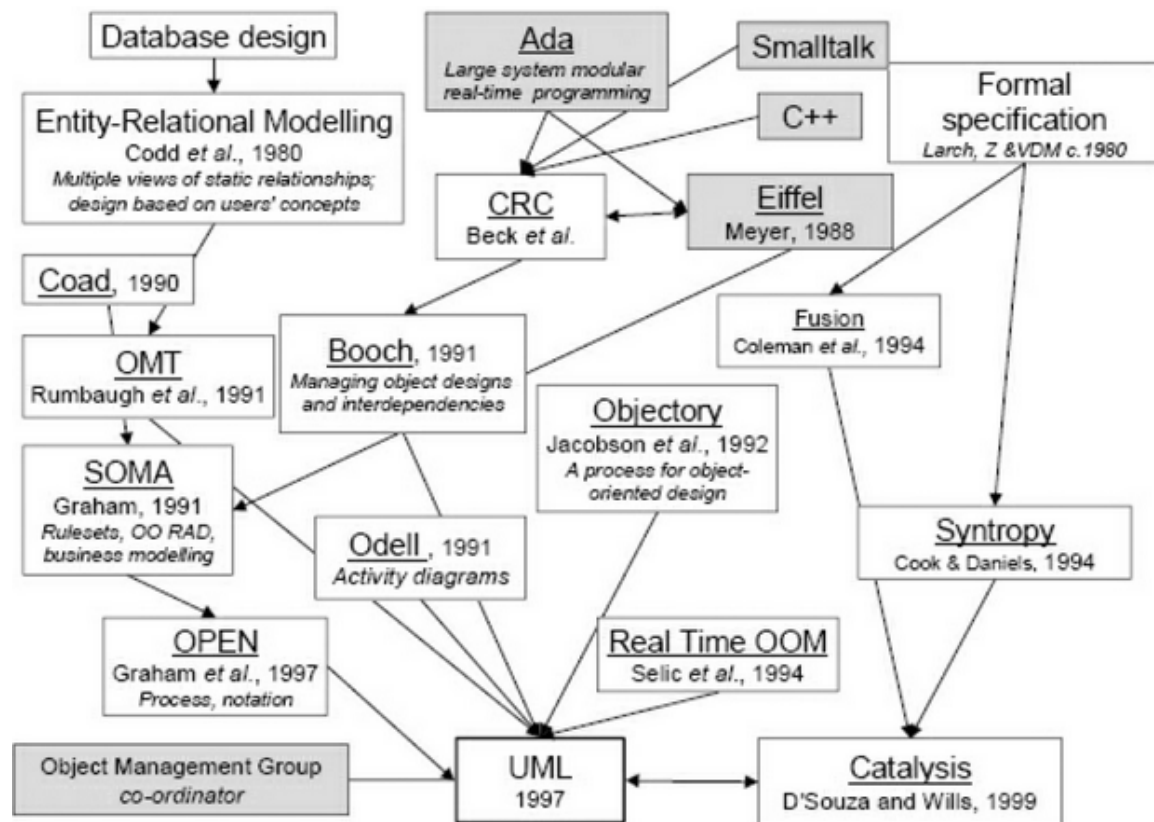 Database design
Ada
Large system modular
real-time programming
Smalltalk
C++
Formal
specification
Larch, Z &VDM c.1980
Entity-Relational Modelling
Codd et al., 1980
Multiple views of static relationships;
design based on users' concepts
CRC
Beck et al.
Eiffel
Meyer, 1988
Coad, 1990
OMT
Rumbaugh et al., 1991
Booch, 1991
Managing object designs
and interdependencies
Fusion
Coleman et al., 1994
Objectory
Jacobson et al., 1992
A process for object-
oriented design
SOMA
Graham, 1991
Rulesets, OO RAD,
business modelling
Odell , 1991
Activity diagrams
Syntropy
Cook & Daniels, 1994
OPEN
Graham et al., 1997
Process, notation
Real Time OOM
Selic et al., 1994
Object Management Group
co-ordinator
UML
1997
Catalysis
D'Souza and Wills, 1999